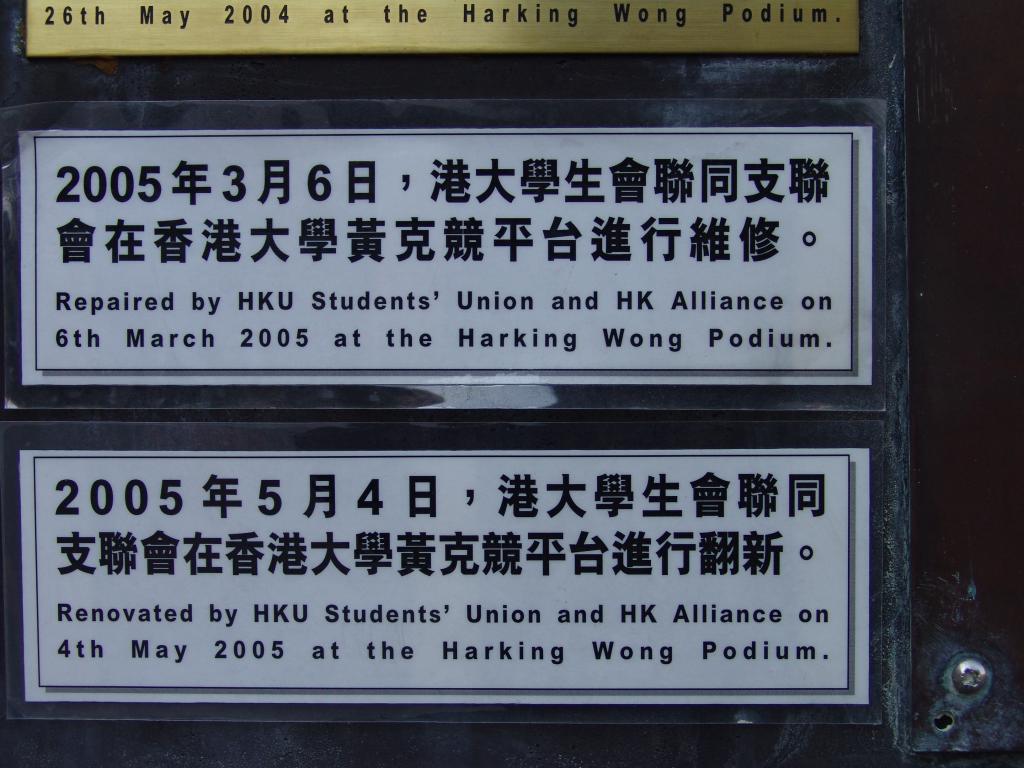 26th May 2004 at the Harking Wong Podium.
2005年3月6日，港大學生會聯同支聯
會在香港大學黃克競平台進行維修。
Repaired by HKU Students' Union and HK Alliance on
6th March 2005 at the Harking Wong Podium.
2005年5月4日，港大學生會聯同
支聯會在香港大學黃克競平台進行翻新。
Renovated by HKU Students' Union and HK Alliance on
4th May 2005 at the Harking Wong Podium.